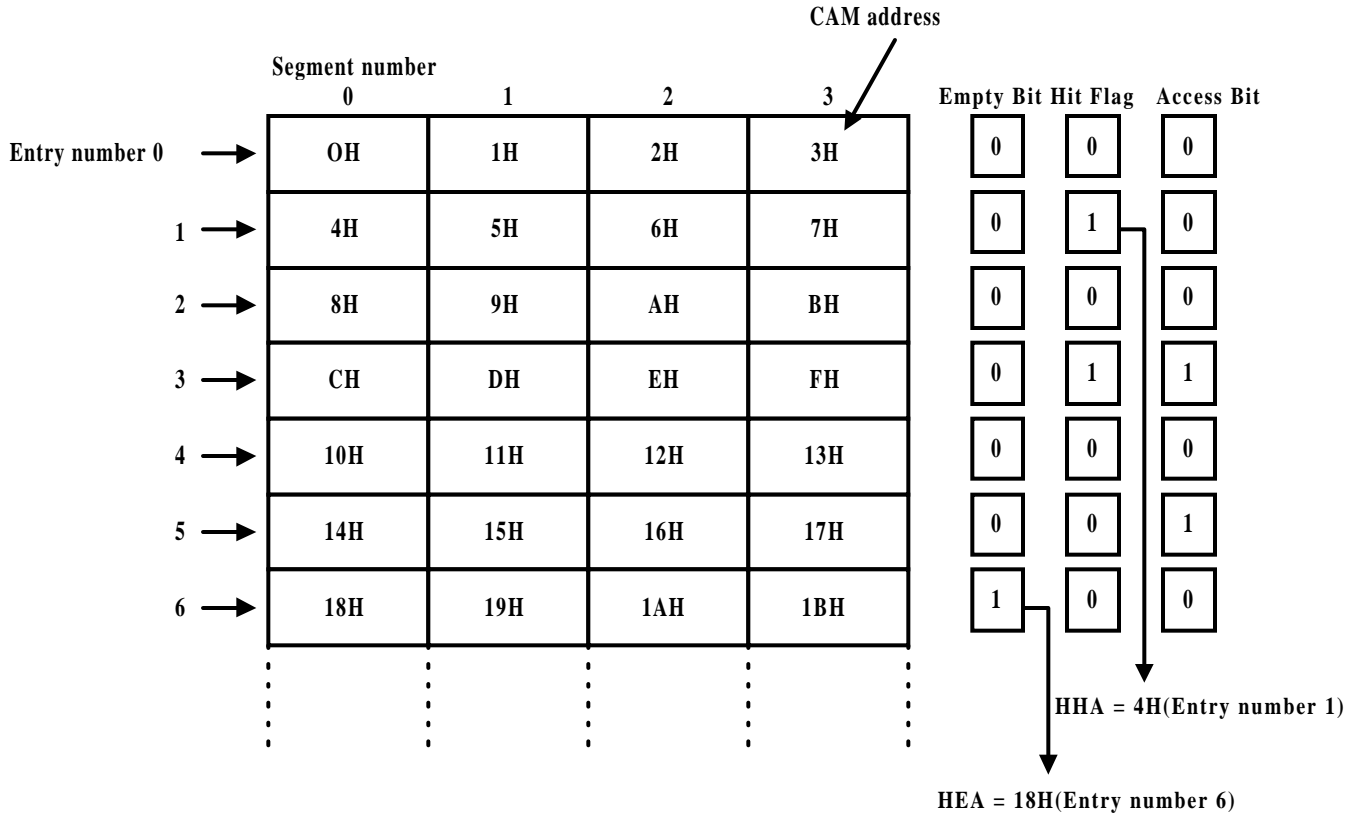 CAM address
Segment number
0 1 2 3 Empty Bit Hit Flag Access Bit
Entry number 0 OH 1H 2H 3H 0 0 0
1 4H 5H 6H 7H 0 1 0
2 8H 9H AH BH 0 0 0
3 CH DH EH FH 0 1 1
4 10H 11H 12H 13H 0 0 0
5 14H 15H 16H 17H 0 0 1
6 18H 19H 1AH 1BH 1 0 0
HHA = 4H(Entry number 1)
HEA = 18H(Entry number 6)